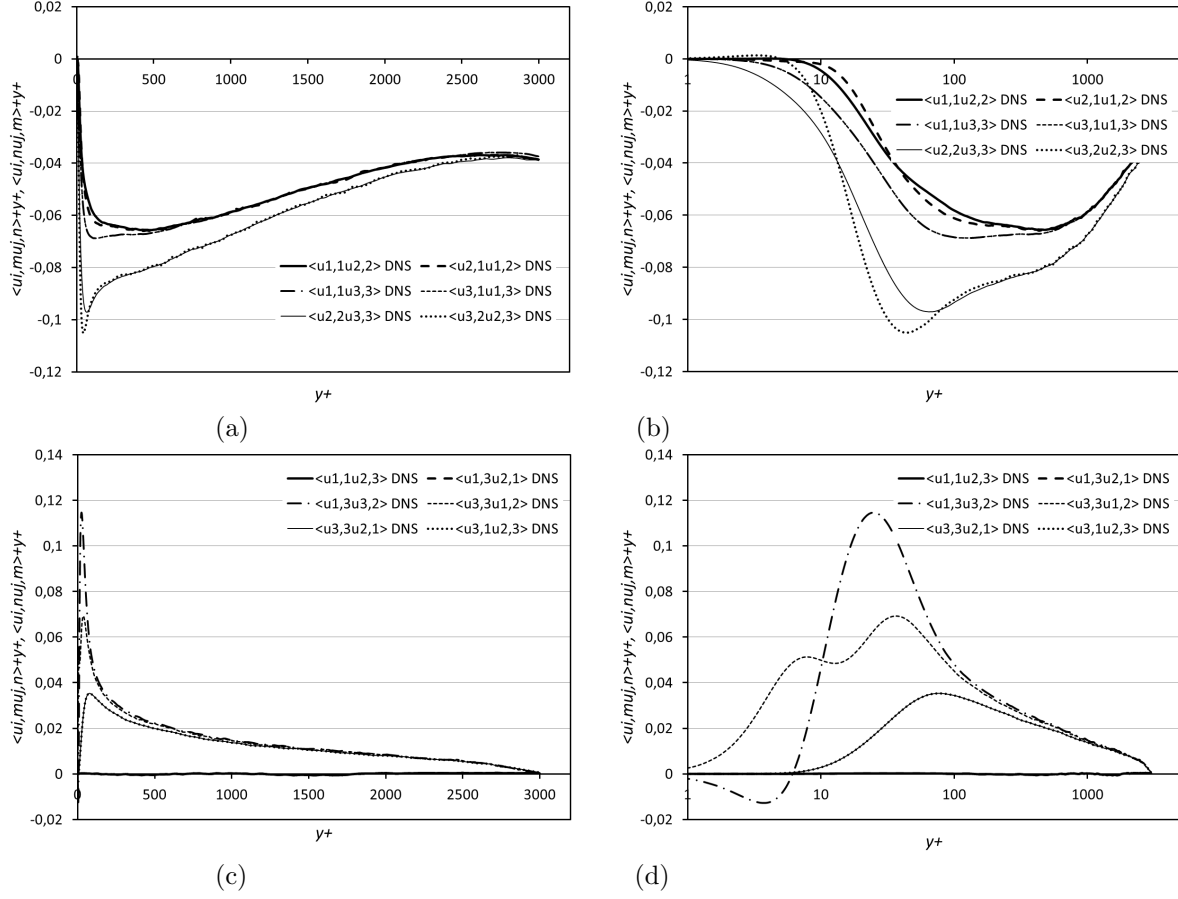 0,02
0
-0,02
-0,04
-0,06
-0,08
-0,1
-0,12
0 500 1000 1500 2000 2500 3000
<ui,muj,n>+y+, <ui,nuj,m>+y+
<u1,1u2,2> DNS <u2,1u1,2> DNS
<u1,1u3,3> DNS <u3,1u1,3> DNS
<u2,2u3,3> DNS <u3,2u2,3> DNS
y+
(a)
0,02
0
-0,02
-0,04
-0,06
-0,08
-0,1
-0,12
1 10 100 1000
<ui,muj,n>+y+, <ui,nuj,m>+y+
<u1,1u2,2> DNS <u2,1u1,2> DNS
<u1,1u3,3> DNS <u3,1u1,3> DNS
<u2,2u3,3> DNS <u3,2u2,3> DNS
y+
(b)
0,14
0,12
0,1
0,08
0,06
0,04
0,02
0
-0,02
0 500 1000 1500 2000 2500 3000
<ui,muj,n>+y+, <ui,nuj,m>+y+
<u1,1u2,3> DNS <u1,3u2,1> DNS
<u1,3u3,2> DNS <u3,3u1,2> DNS
<u3,3u2,1> DNS <u3,1u2,3> DNS
y+
(c)
0,14
0,12
0,1
0,08
0,06
0,04
0,02
0
-0,02
1 10 100 1000
<ui,muj,n>+y+, <ui,nuj,m>+y+
<u1,1u2,3> DNS <u1,3u2,1> DNS
<u1,3u3,2> DNS <u3,3u1,2> DNS
<u3,3u2,1> DNS <u3,1u2,3> DNS
y+
(d)